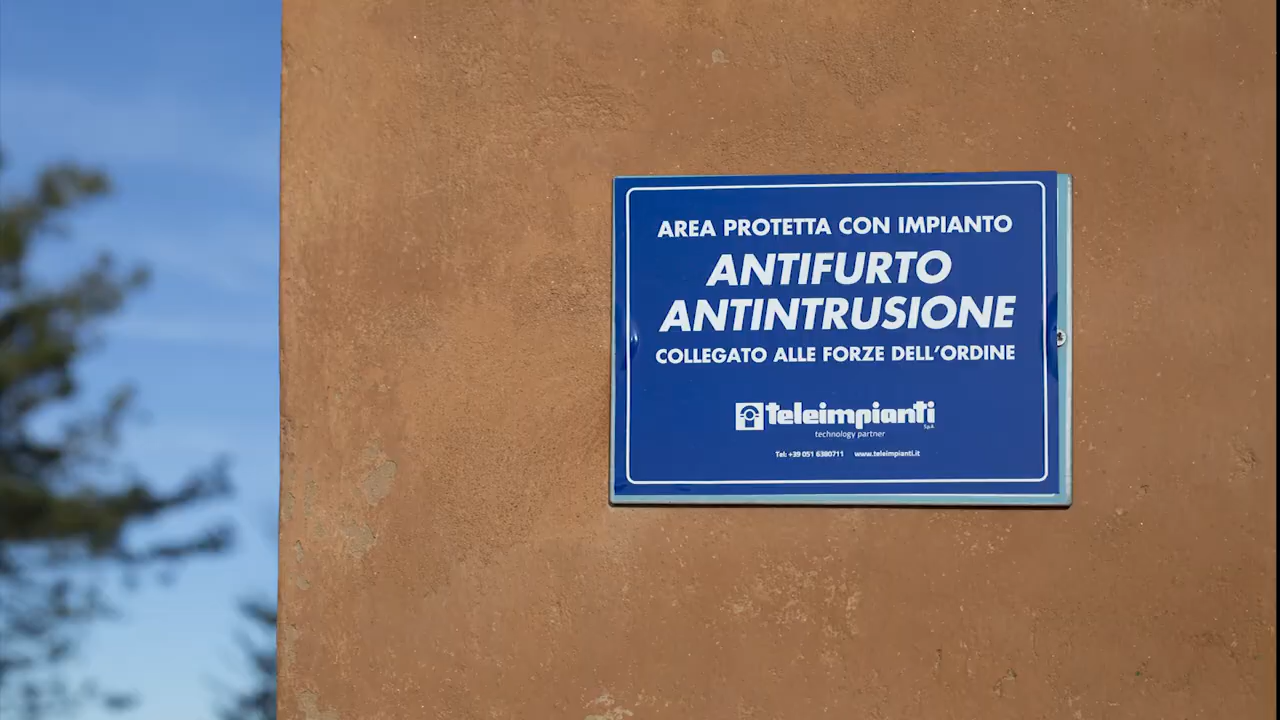 AREA PROTETTA CON IMPIANTO
ANTIFURTO
ANTINTRUSIONE
COLLEGATO ALLE FORZE DELL'ORDINE
teleimpianti SpA
technology partner
Tel: +39 051 6380711 www.teleimpianti.it